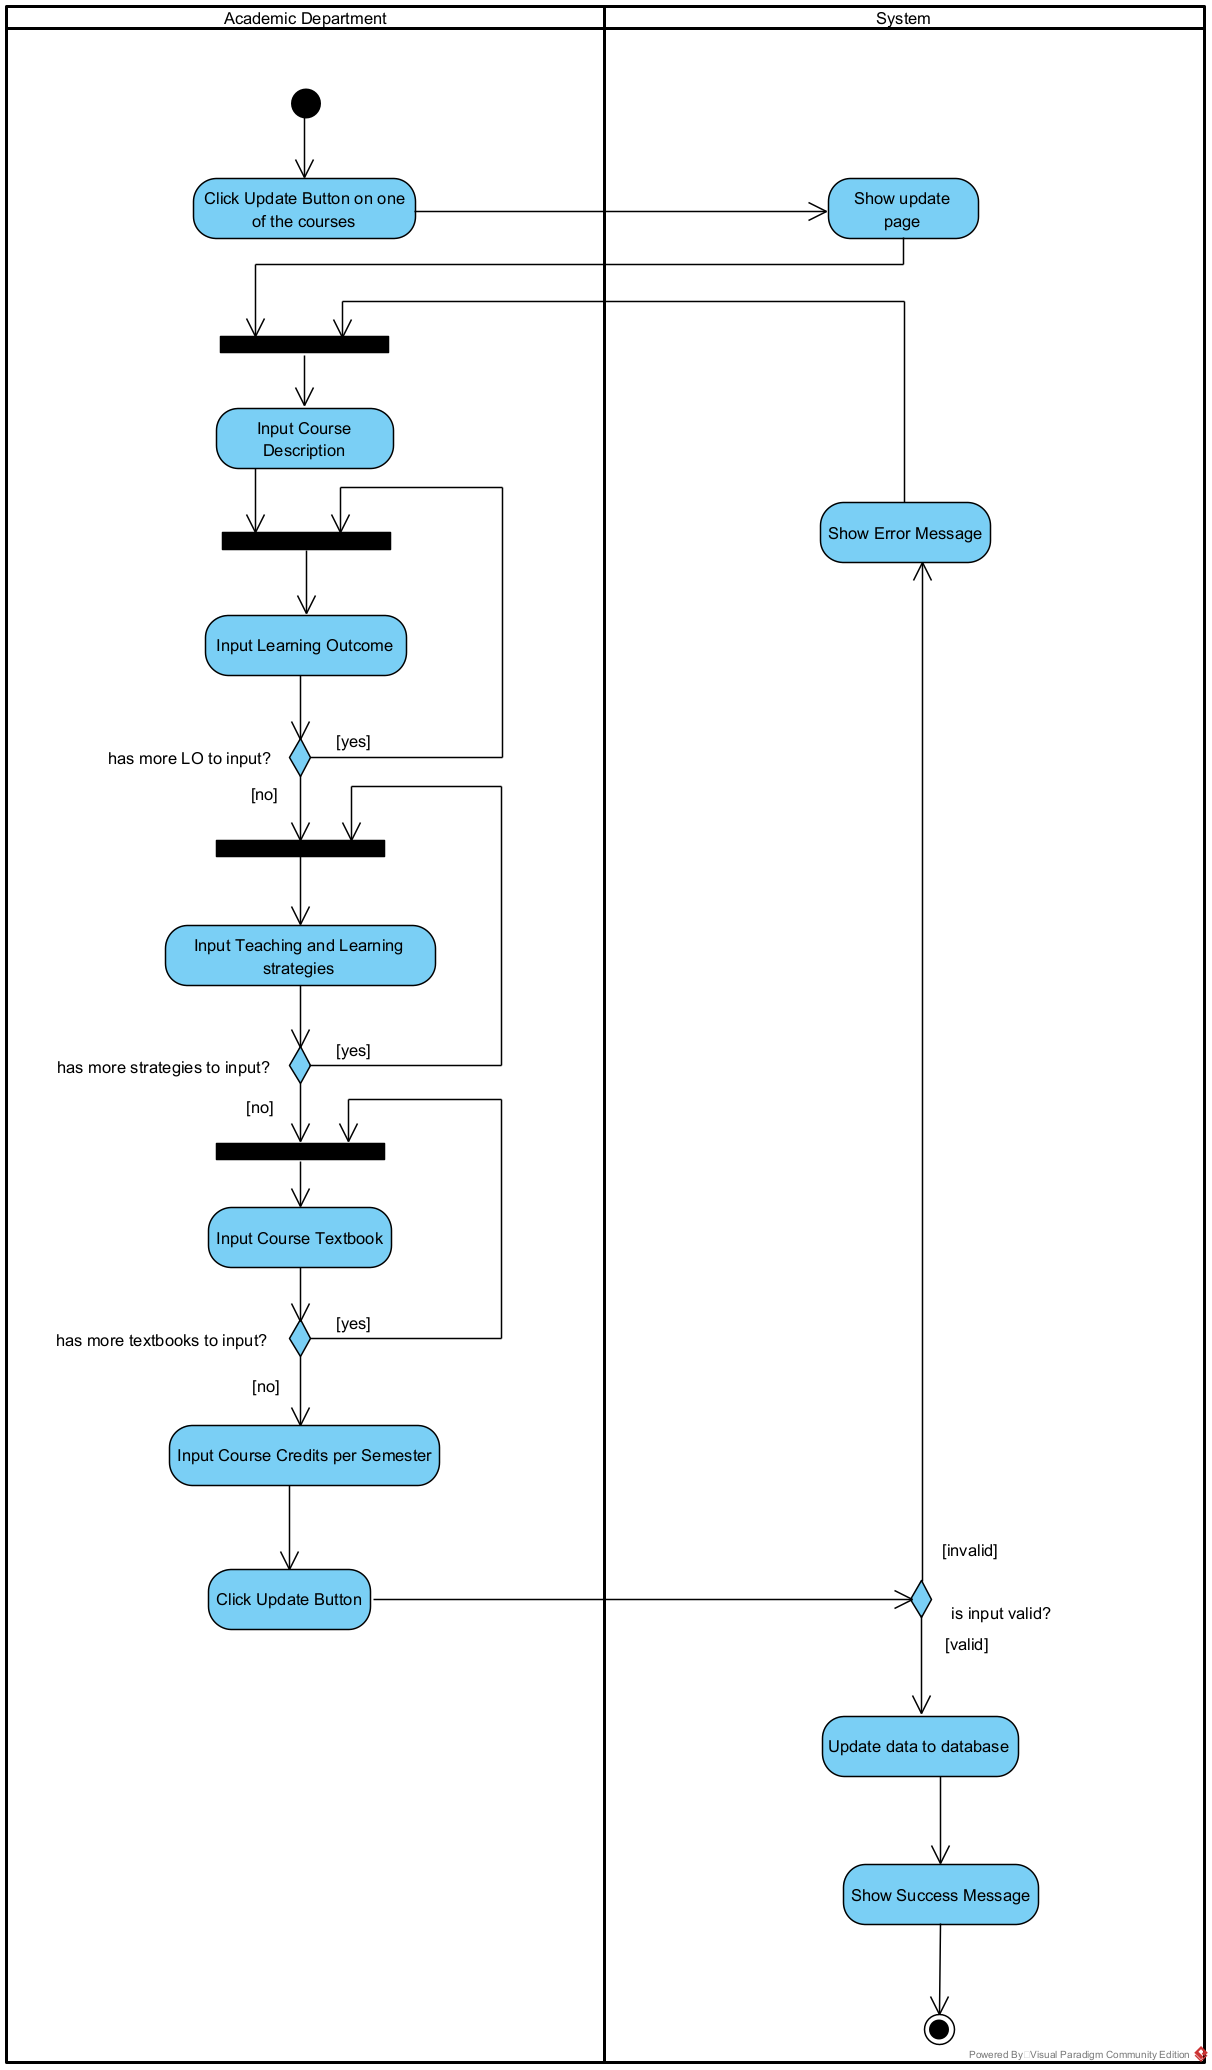 Academic Department
System
Click Update Button on one
of the courses
Show update
page
Input Course
Description
Show Error Message
Input Learning Outcome
[yes]
has more LO to input?
[no]
Input Teaching and Learning
strategies
[yes]
has more strategies to input?
[no]
Input Course Textbook
[yes]
has more textbooks to input?
[no]
Input Course Credits per Semester
[invalid]
Click Update Button
is input valid?
[valid]
Update data to database
Show Success Message
Powered By Visual Paradigm Community Edition